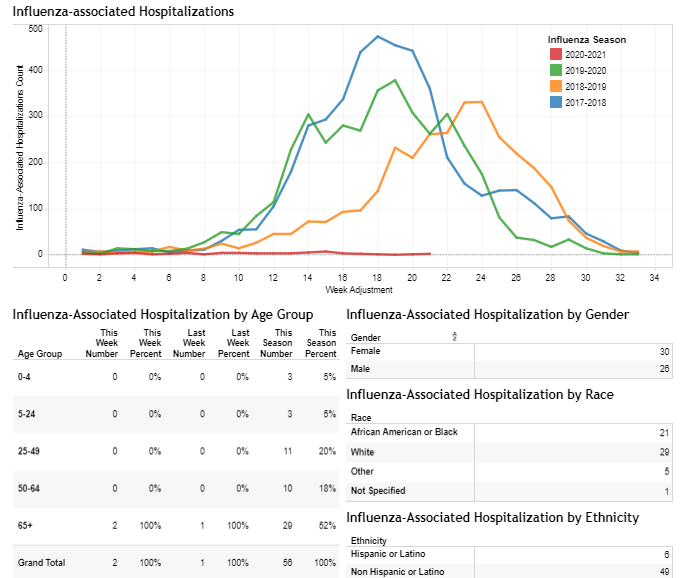 Influenza-associated Hospitalizations
Influenza-Associated Hospitalizations Count
500
400
300
200
100
0
Influenza Season
2020-2021
2019-2020
2018-2019
2017-2018
0 2 4 6 8 10 12 14 16 18 20 22 24 26 28 30 32 34
Week Adjustment
Influenza-Associated Hospitalization by Age Group
Age Group This Week Number This Week Percent Last Week Number Last Week Percent This Season Number This Season Percent
0-4 0 0% 0 0% 3 5%
5-24 0 0% 0 0% 3 5%
25-49 0 0% 0 0% 11 20%
50-64 0 0% 0 0% 10 18%
65+ 2 100% 1 100% 29 52%
Grand Total 2 100% 1 100% 56 100%
Influenza-Associated Hospitalization by Gender
Gender
Female 30
Male 26
Influenza-Associated Hospitalization by Race
Race
African American or Black 21
White 29
Other 5
Not Specified 1
Influenza-Associated Hospitalization by Ethnicity
Ethnicity
Hispanic or Latino 6
Non Hispanic or Latino 49